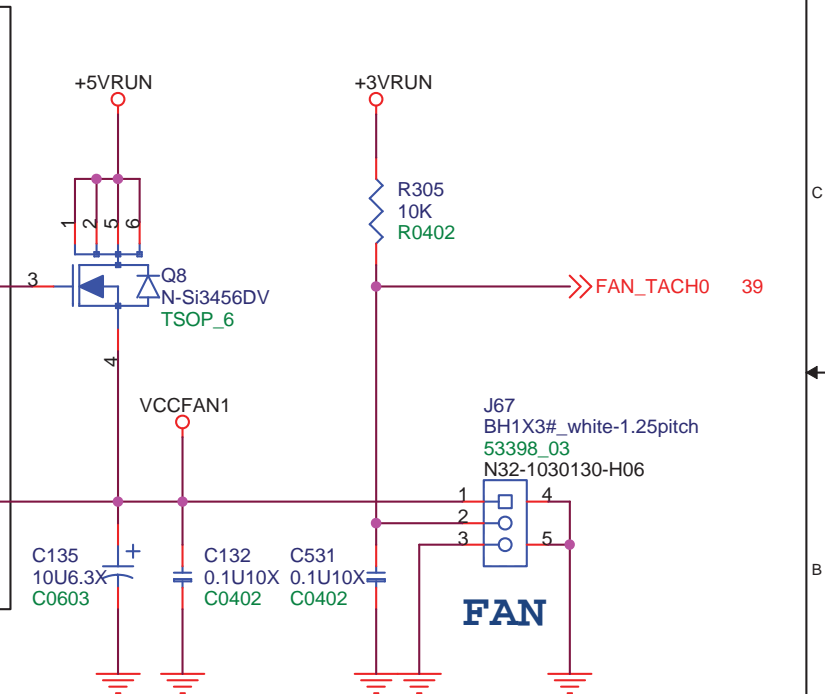 +5VRUN
+3VRUN
C
R305
10K
R0402
1
2
5
6
3
Q8
N-Si3456DV
TSOP_6
FAN_TACH0 39
4
VCCFAN1
J67
BH1X3#_white-1.25pitch
53398_03
N32-1030130-H06
1
2
3
4
5
C135
10U6.3X
C0603
+
C132
0.1U10X
C0402
C531
0.1U10X
C0402
B
FAN